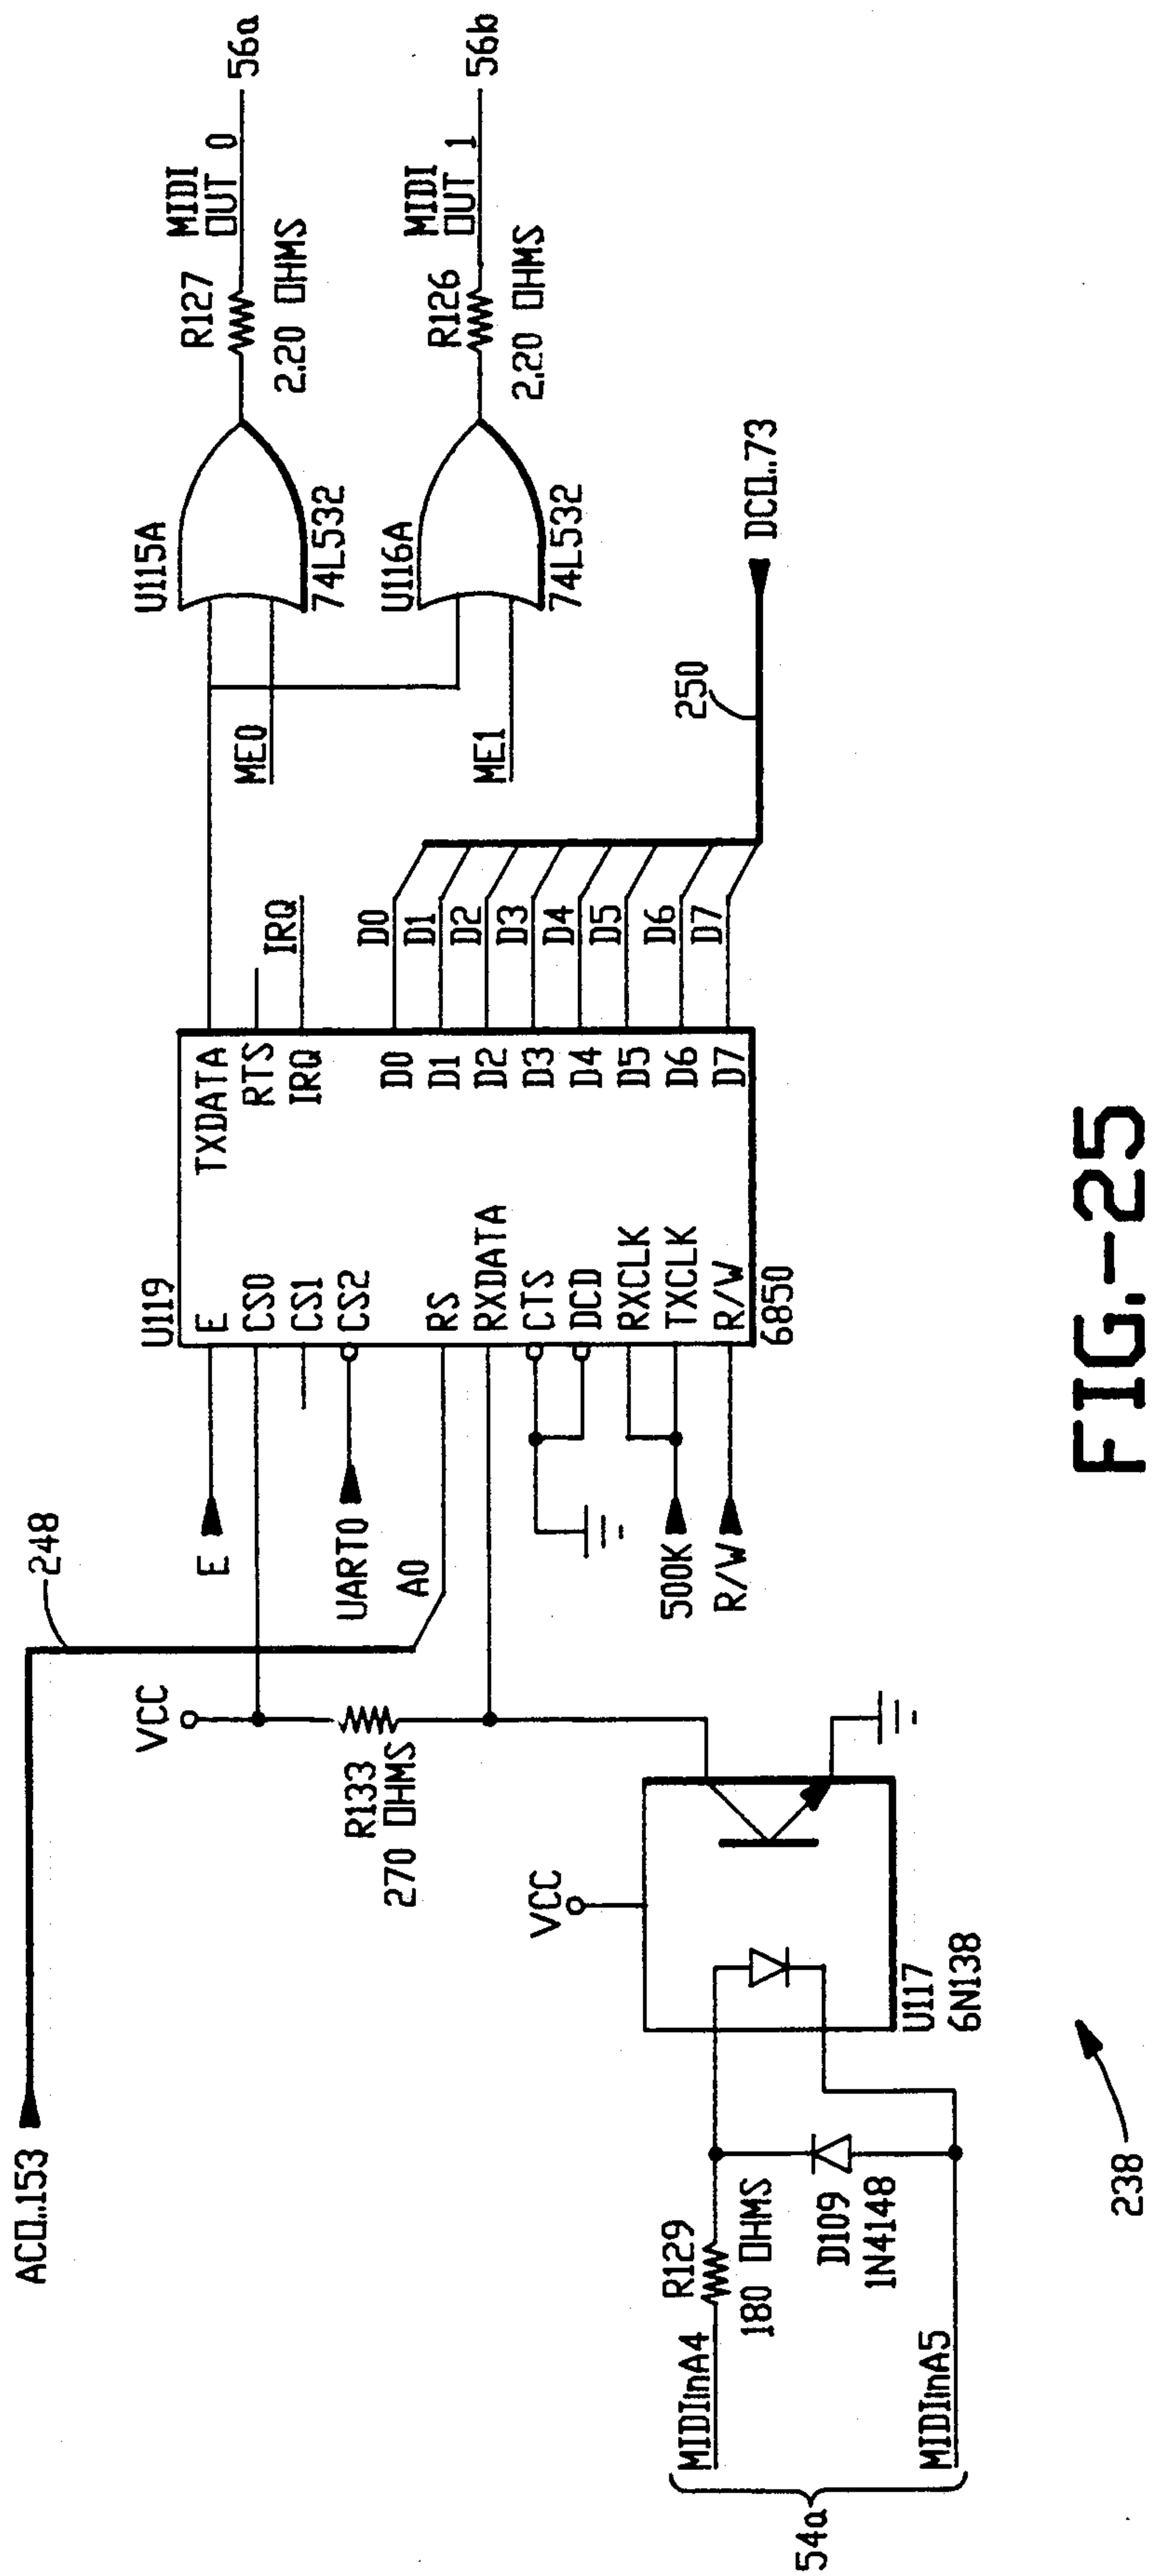 AC0..153
248
VCC
R133
270 OHMS
VCC
U117
6N138
MIDIinA4
R129
180 OHMS
D109
1N4148
MIDIinA5
54a
238
E
UART0
A0
500K
R/W
U119
E
CS0
CS1
CS2
RS
RXDATA
CTS
DCD
RXCLK
TXCLK
R/W
6850
TXDATA
RTS
IRQ
D0
D1
D2
D3
D4
D5
D6
D7
IRQ
D0
D1
D2
D3
D4
D5
D6
D7
250
DC0..73
ME0
ME1
U115A
74L532
U116A
74L532
R127
2.20 OHMS
MIDI
OUT 0
56a
R126
2.20 OHMS
MIDI
OUT 1
56b
FIG.-25